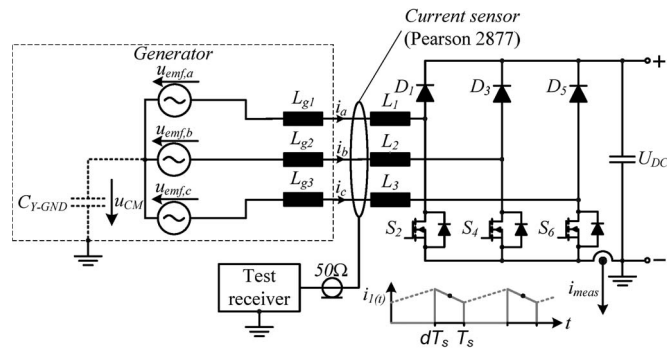 Current sensor
(Pearson 2877)
Generator
u_emf,a
u_emf,b
u_emf,c
L_g1
L_g2
L_g3
i_a
i_b
i_c
L_1
L_2
L_3
D_1
D_3
D_5
+
U_DC
C_Y-GND
u_CM
S_2
S_4
S_6
−
50Ω
Test
receiver
i_meas
i_1(t)
dT_s
T_s
t